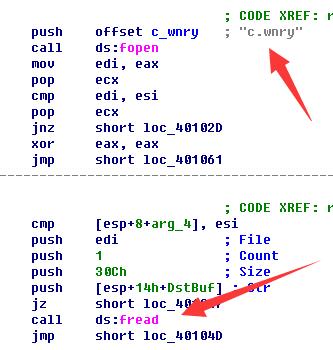 ; CODE XREF: r
push offset c_wnry ; "c.wnry"
call ds:fopen
mov edi, eax
pop ecx
cmp edi, esi
pop ecx
jnz short loc_40102D
xor eax, eax
jmp short loc_401061
; CODE XREF: r
cmp [esp+8+arg_4], esi
push edi ; File
push 1 ; Count
push 30Ch ; Size
push [esp+14h+DstBuf] ; Str
jz short
call ds:fread
jmp short loc_40104D